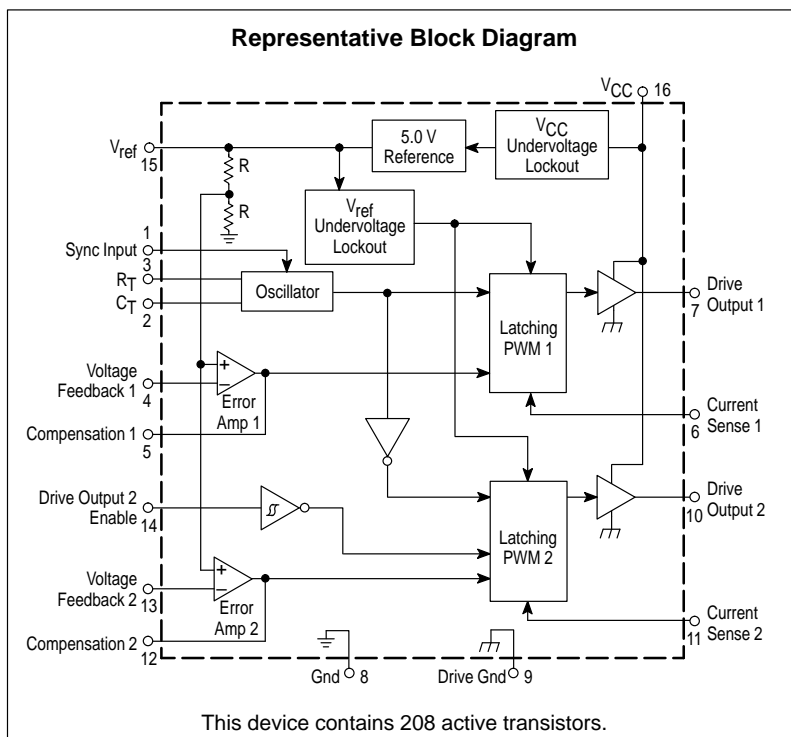 Representative Block Diagram
VCC 16
Vref
15
R
R
5.0 V
Reference
VCC
Undervoltage
Lockout
Vref
Undervoltage
Lockout
1
Sync Input
3
RT
CT
2
Oscillator
Latching
PWM 1
Drive
Output 1
7
Voltage
Feedback 1
4
+
–
Error
Amp 1
Compensation 1
5
Current
Sense 1
6
Drive Output 2
Enable
14
Latching
PWM 2
Drive
Output 2
10
Voltage
Feedback 2
13
+
–
Error
Amp 2
Compensation 2
12
Current
Sense 2
11
Gnd 8
Drive Gnd 9
This device contains 208 active transistors.